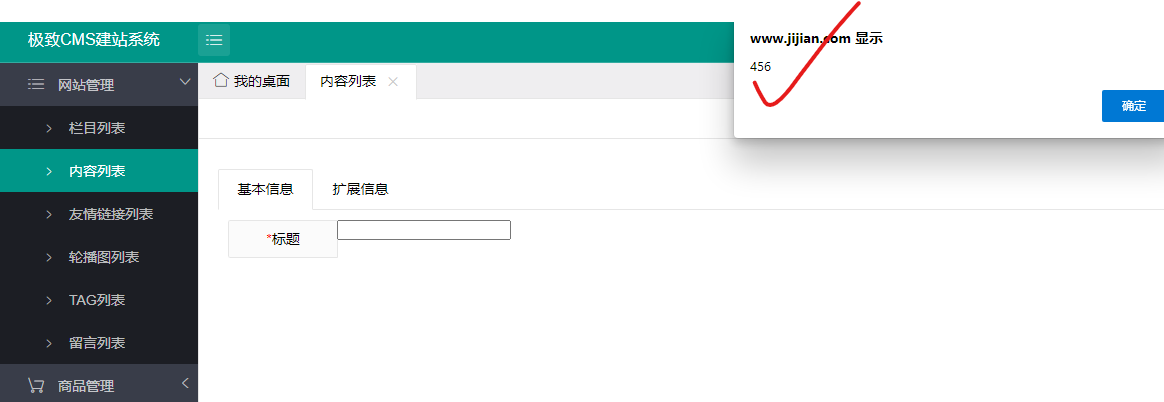 极致CMS建站系统
www.jijian.com 显示
456
确定
网站管理
我的桌面
内容列表
栏目列表
内容列表
友情链接列表
轮播图列表
TAG列表
留言列表
商品管理
基本信息
扩展信息
*标题